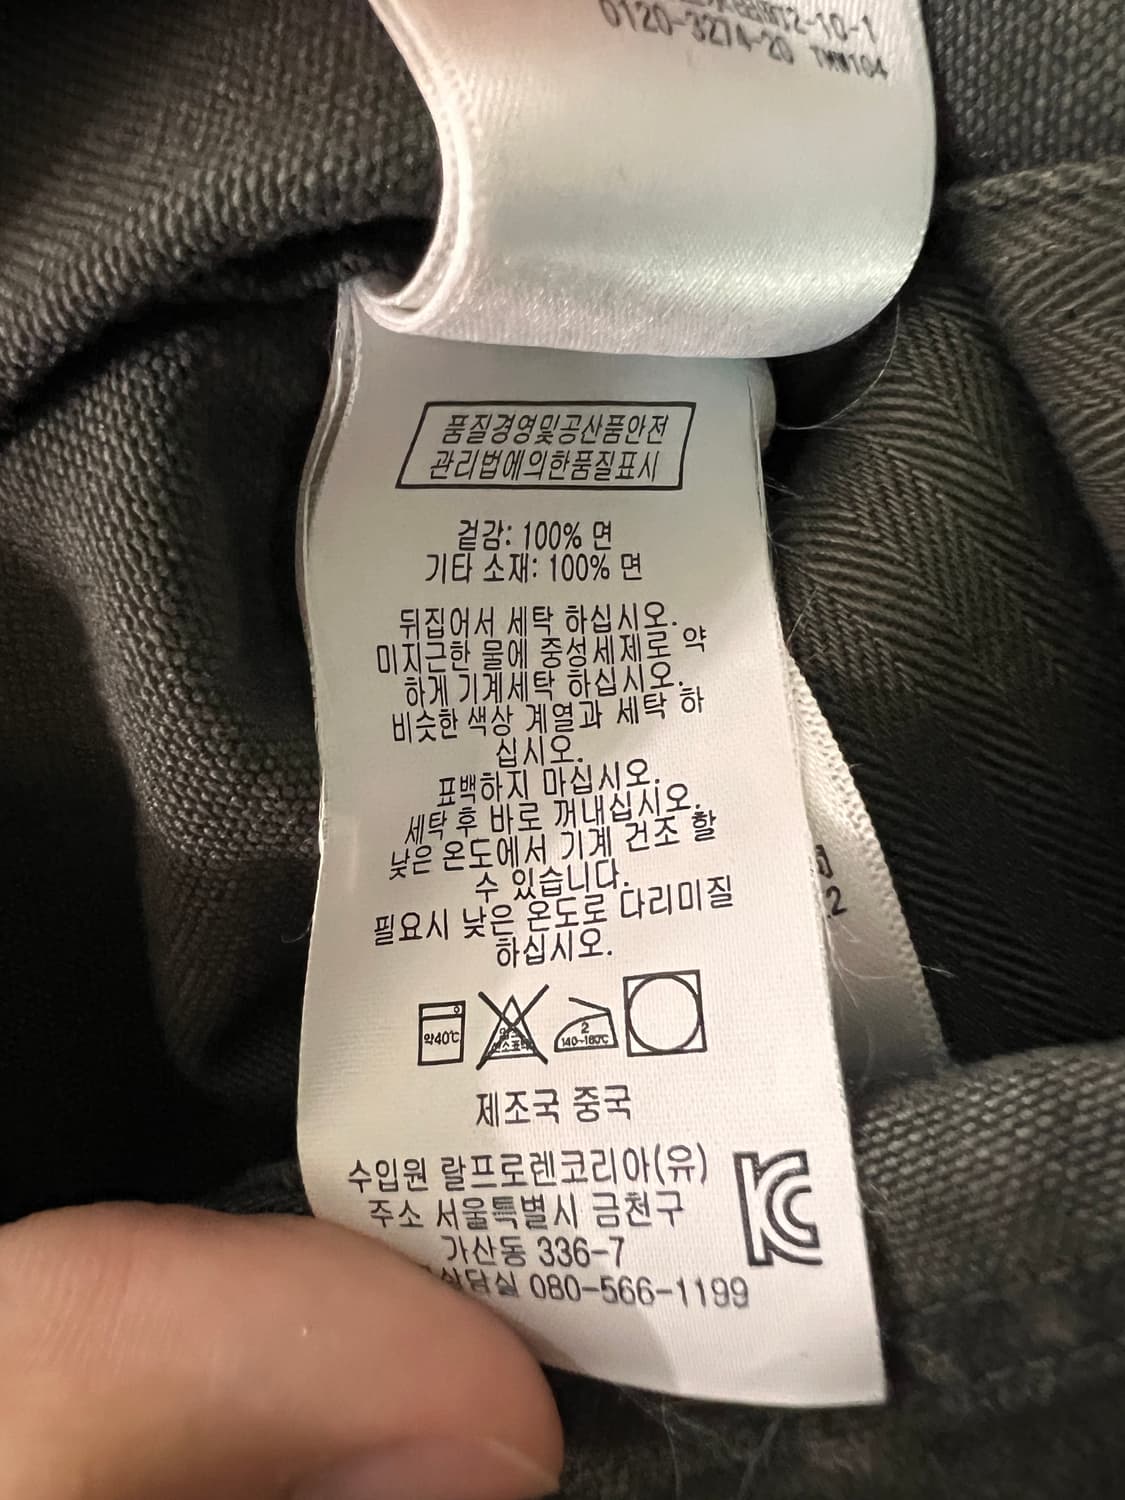 2-10-1
0120-3274-20 TWW104
품질경영및공산품안전
관리법에의한품질표시
겉감: 100% 면
기타 소재: 100% 면
뒤집어서 세탁 하십시오.
미지근한 물에 중성세제로 약
하게 기계세탁 하십시오.
비슷한 색상 계열과 세탁 하
십시오.
표백하지 마십시오.
세탁 후 바로 꺼내십시오.
낮은 온도에서 기계 건조 할
수 있습니다.
필요시 낮은 온도로 다리미질
하십시오.
약40℃
2
140~160℃
제조국 중국
수입원 랄프로렌코리아(유)
주소 서울특별시 금천구
가산동 336-7
상담실 080-566-1199
KC